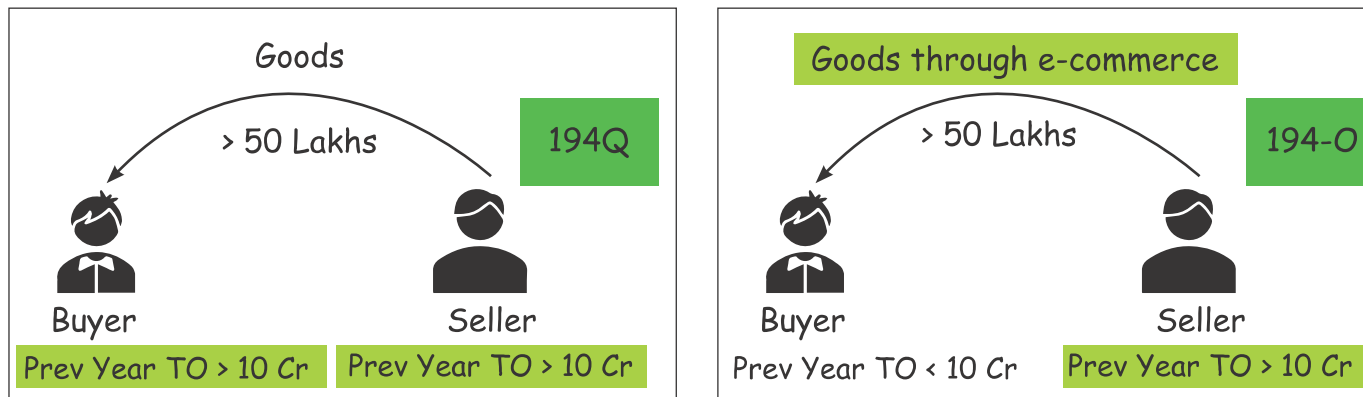 Goods
> 50 Lakhs
194Q
Buyer
Seller
Prev Year TO > 10 Cr
Prev Year TO > 10 Cr
Goods through e-commerce
> 50 Lakhs
194-O
Buyer
Seller
Prev Year TO < 10 Cr
Prev Year TO > 10 Cr